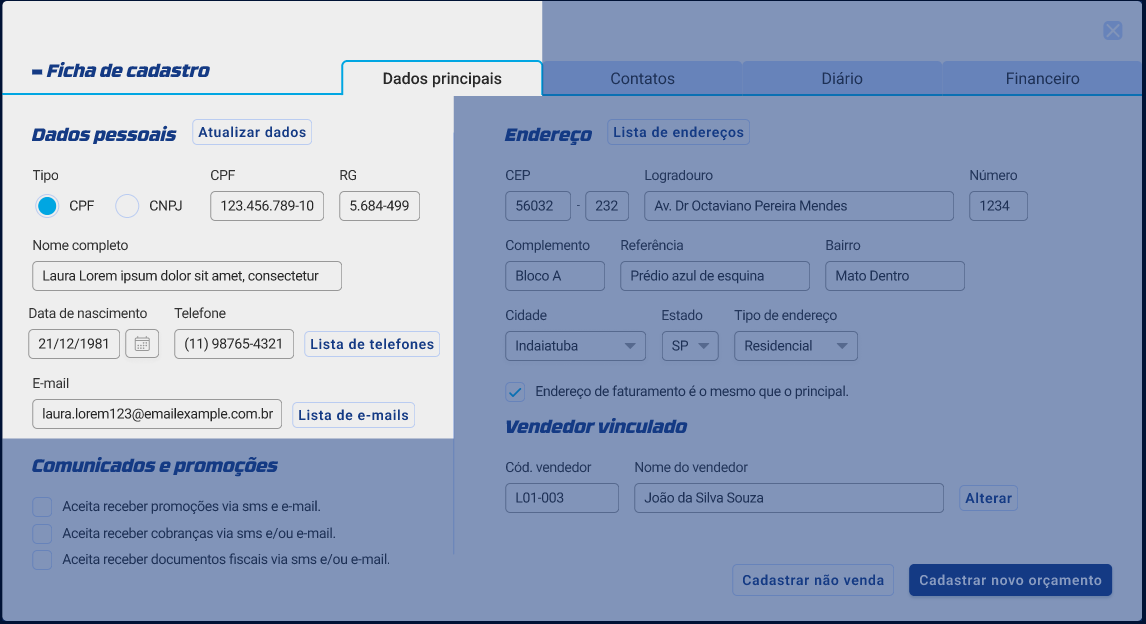 Ficha de cadastro
Dados principais
Contatos
Diário
Financeiro
Dados pessoais
Atualizar dados
Tipo
CPF
RG
CPF
CNPJ
123.456.789-10
5.684-499
Nome completo
Laura Lorem ipsum dolor sit amet, consectetur
Data de nascimento
Telefone
21/12/1981
(11) 98765-4321
Lista de telefones
E-mail
laura.lorem123@emailexample.com.br
Lista de e-mails
Comunicados e promoções
Aceita receber promoções via sms e e-mail.
Aceita receber cobranças via sms e/ou e-mail.
Aceita receber documentos fiscais via sms e/ou e-mail.
Endereço
Lista de endereços
CEP
Logradouro
Número
56032 - 232
Av. Dr Octaviano Pereira Mendes
1234
Complemento
Referência
Bairro
Bloco A
Prédio azul de esquina
Mato Dentro
Cidade
Estado
Tipo de endereço
Indaiatuba
SP
Residencial
Endereço de faturamento é o mesmo que o principal.
Vendedor vinculado
Cód. vendedor
Nome do vendedor
L01-003
João da Silva Souza
Alterar
Cadastrar não venda
Cadastrar novo orçamento